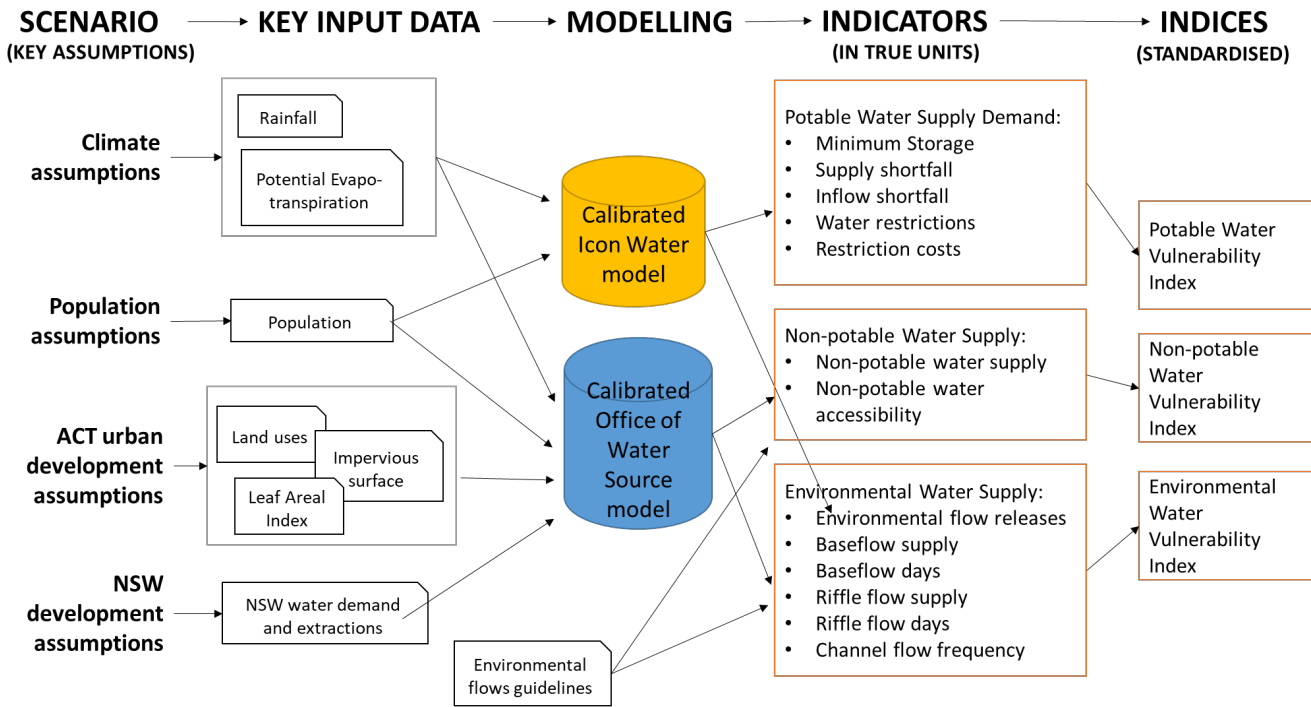 SCENARIO
(KEY ASSUMPTIONS)
KEY INPUT DATA
MODELLING
INDICATORS
(IN TRUE UNITS)
INDICES
(STANDARDISED)
Climate
assumptions
Rainfall
Potential Evapo-
transpiration
Population
assumptions
Population
ACT urban
development
assumptions
Land uses
Impervious
surface
Leaf Areal
Index
NSW
development
assumptions
NSW water demand
and extractions
Environmental
flows guidelines
Calibrated
Icon Water
model
Calibrated
Office of
Water
Source
model
Potable Water Supply Demand:
• Minimum Storage
• Supply shortfall
• Inflow shortfall
• Water restrictions
• Restriction costs
Non-potable Water Supply:
• Non-potable water supply
• Non-potable water
accessibility
Environmental Water Supply:
• Environmental flow releases
• Baseflow supply
• Baseflow days
• Riffle flow supply
• Riffle flow days
• Channel flow frequency
Potable Water
Vulnerability
Index
Non-potable
Water
Vulnerability
Index
Environmental
Water
Vulnerability
Index